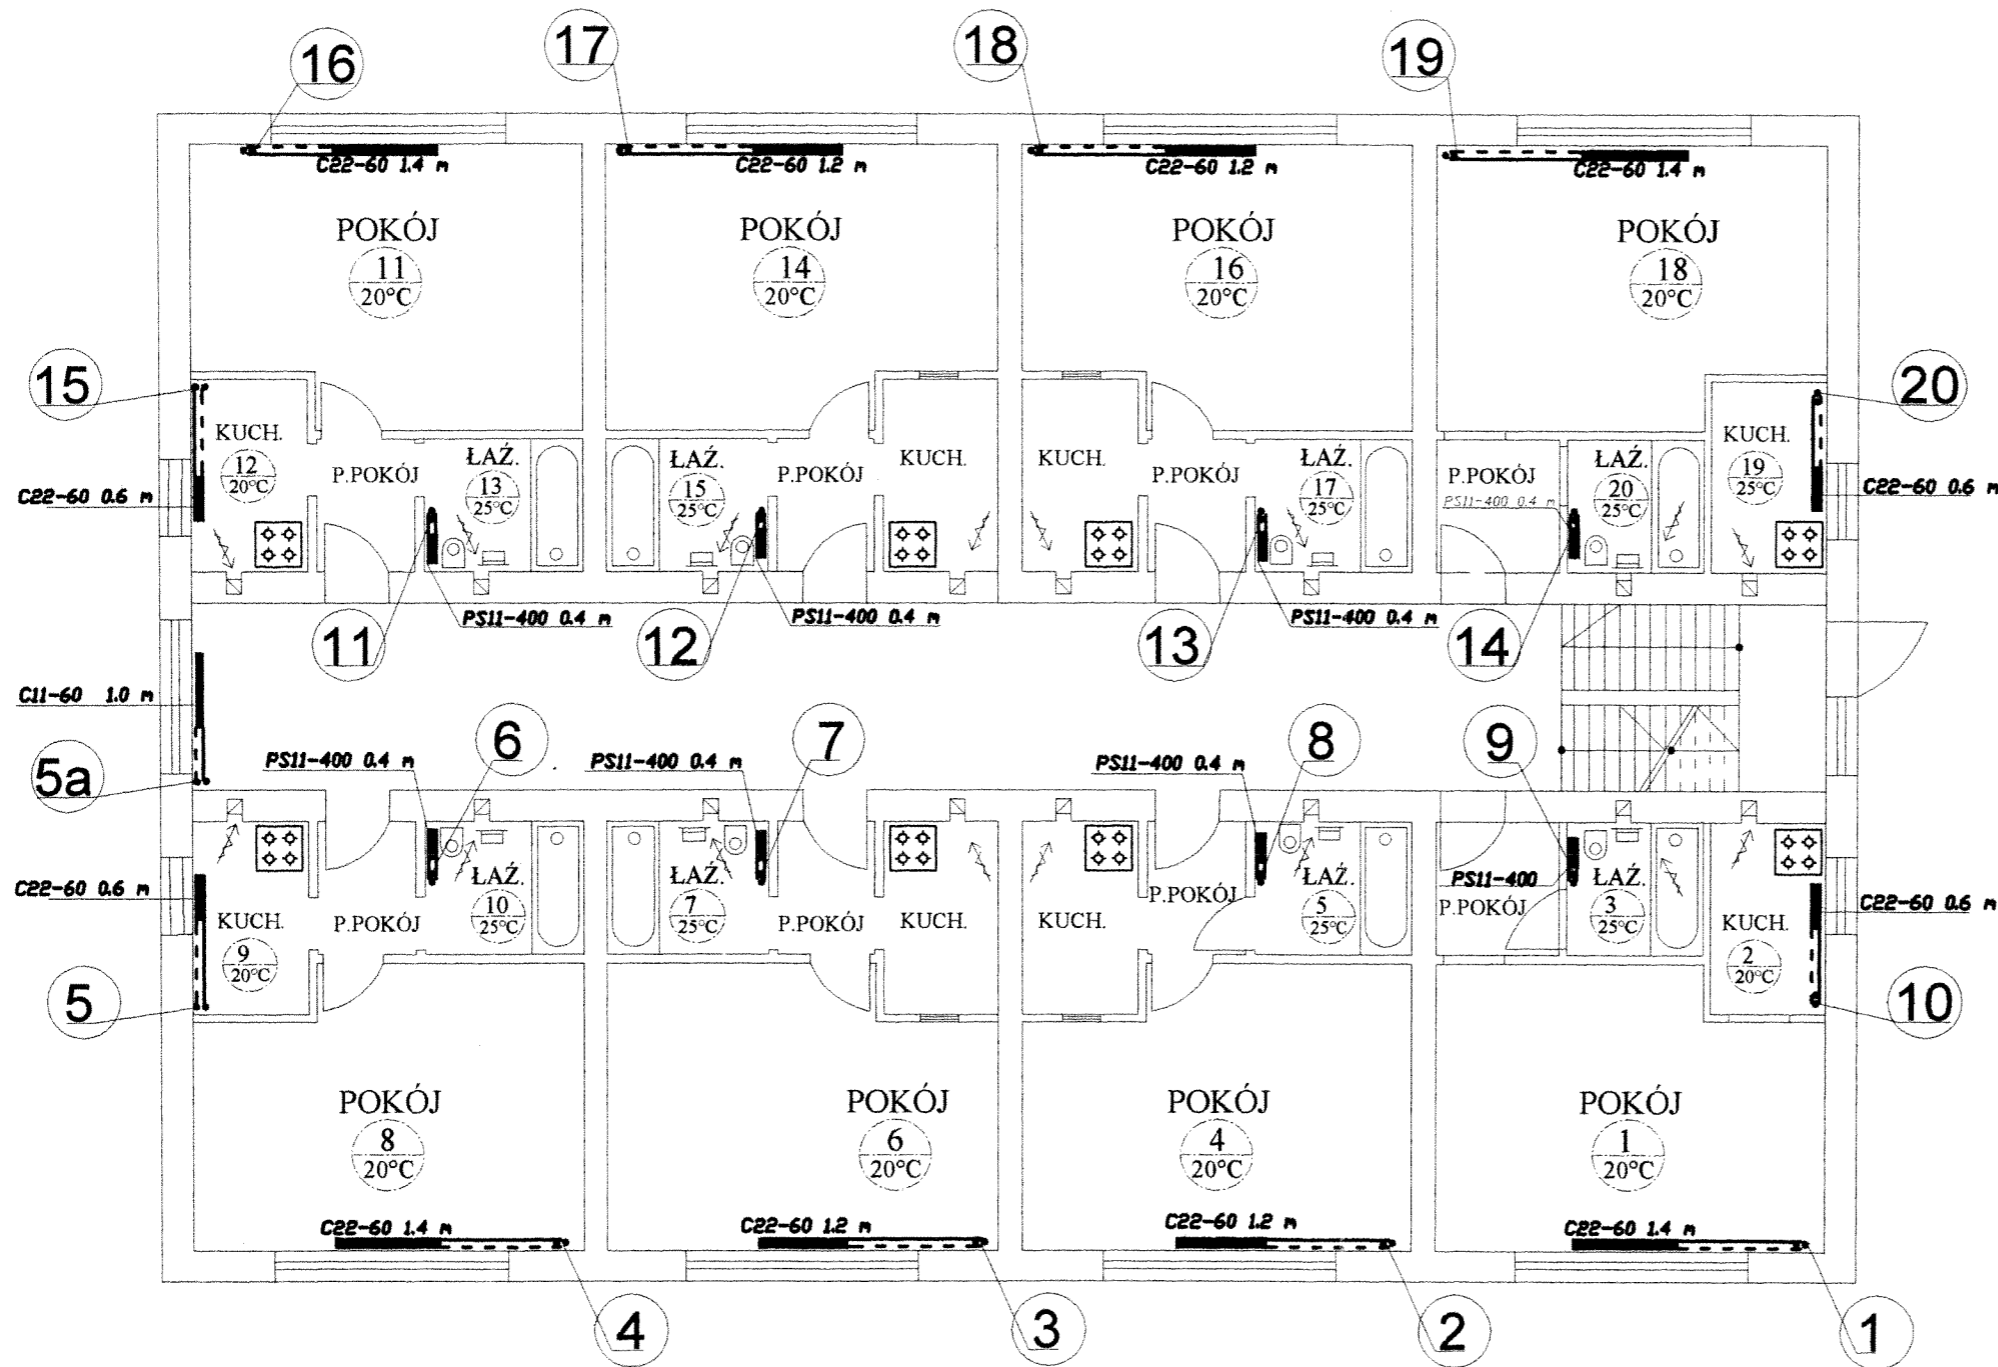 16
17
18
19
C22-60 1.4 m
C22-60 1.2 m
C22-60 1.2 m
C22-60 1.4 m
POKÓJ
11
20°C
POKÓJ
14
20°C
POKÓJ
16
20°C
POKÓJ
18
20°C
15
20
KUCH.
12
20°C
P.POKÓJ
ŁAŹ.
13
25°C
ŁAŹ.
15
25°C
P.POKÓJ
KUCH.
KUCH.
P.POKÓJ
ŁAŹ.
17
25°C
P.POKÓJ
PS11-400 0.4 m
ŁAŹ.
20
25°C
KUCH.
19
25°C
C22-60 0.6 m
C22-60 0.6 m
11
PS11-400 0.4 m
12
PS11-400 0.4 m
13
PS11-400 0.4 m
14
C11-60 1.0 m
5a
PS11-400 0.4 m
6
PS11-400 0.4 m
7
PS11-400 0.4 m
8
9
C22-60 0.6 m
KUCH.
9
20°C
P.POKÓJ
ŁAŹ.
10
25°C
ŁAŹ.
7
25°C
P.POKÓJ
KUCH.
KUCH.
P.POKÓJ
ŁAŹ.
5
25°C
PS11-400
P.POKÓJ
ŁAŹ.
3
25°C
KUCH.
2
20°C
C22-60 0.6 m
5
10
POKÓJ
8
20°C
POKÓJ
6
20°C
POKÓJ
4
20°C
POKÓJ
1
20°C
C22-60 1.4 m
C22-60 1.2 m
C22-60 1.2 m
C22-60 1.4 m
4
3
2
1